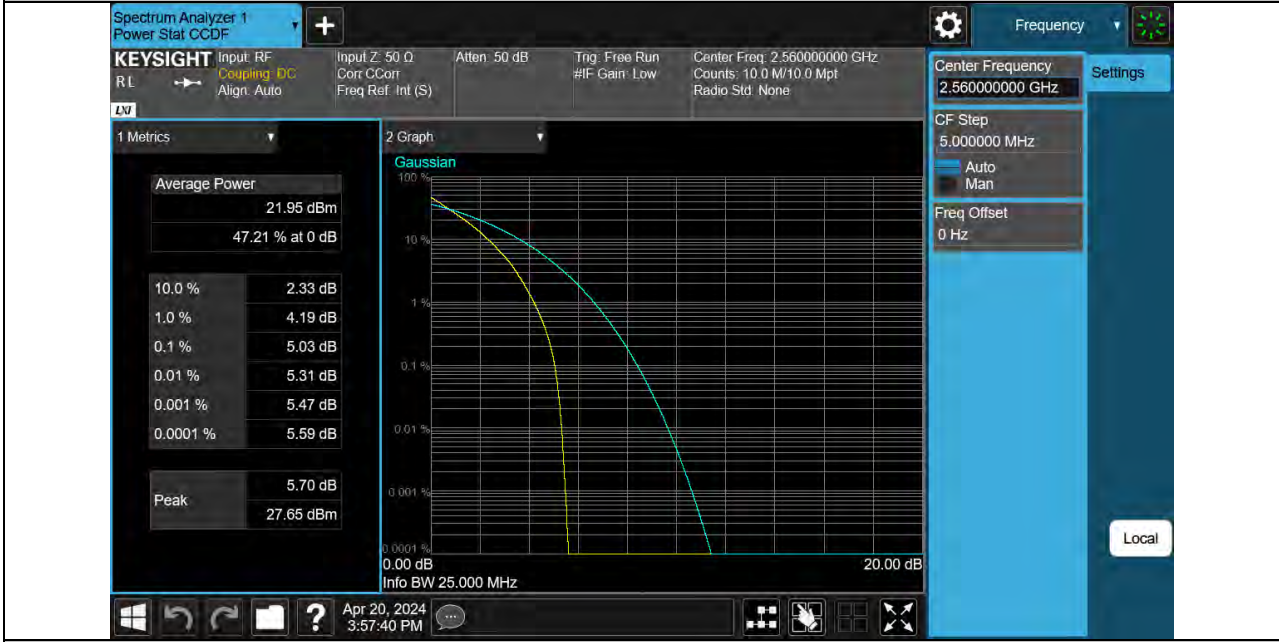 Spectrum Analyzer 1
Power Stat CCDF
+
Frequency
KEYSIGHT
RL
LXI
Input: RF
Coupling: DC
Align: Auto
Input Z: 50 Ω
Corr CCorr
Freq Ref: Int (S)
Atten: 50 dB
Trig: Free Run
#IF Gain: Low
Center Freq: 2.560000000 GHz
Counts: 10.0 M/10.0 Mpt
Radio Std: None
Center Frequency
2.560000000 GHz
Settings
CF Step
5.000000 MHz
Auto
Man
Freq Offset
0 Hz
1 Metrics
Average Power
21.95 dBm
47.21 % at 0 dB
10.0 % 2.33 dB
1.0 % 4.19 dB
0.1 % 5.03 dB
0.01 % 5.31 dB
0.001 % 5.47 dB
0.0001 % 5.59 dB
Peak
5.70 dB
27.65 dBm
2 Graph
Gaussian
100 %
10 %
1 %
0.1 %
0.01 %
0.001 %
0.0001 %
0.00 dB 20.00 dB
Info BW 25.000 MHz
Local
?
Apr 20, 2024
3:57:40 PM